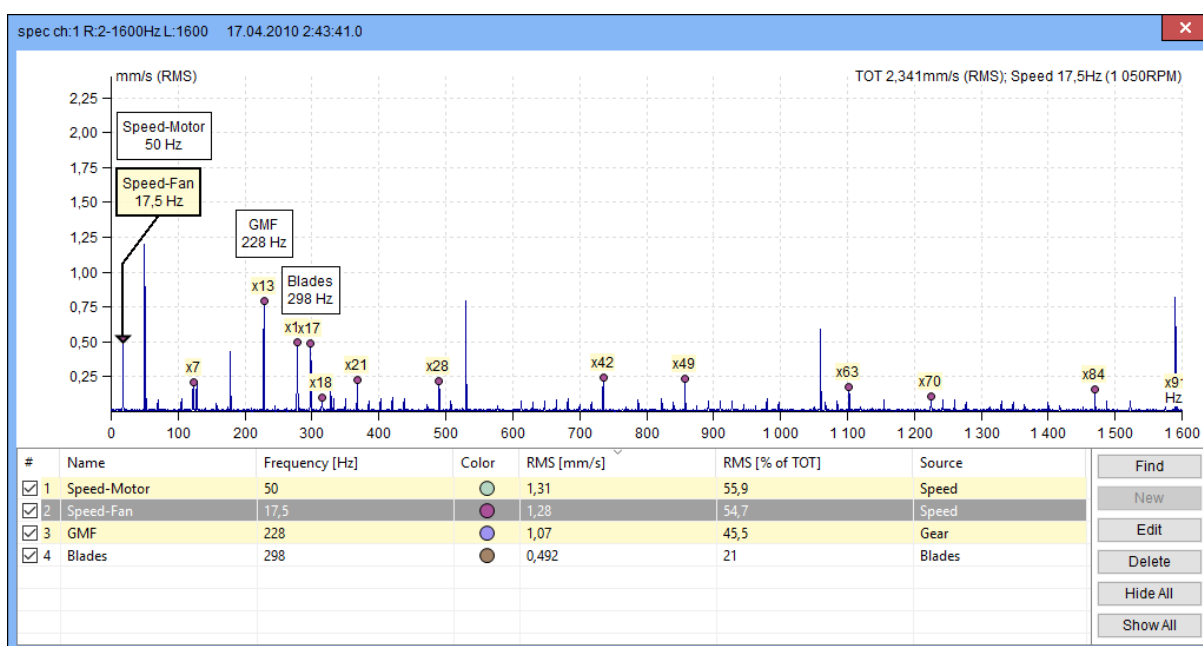 spec ch:1 R:2-1600Hz L:1600 17.04.2010 2:43:41.0
mm/s (RMS)
TOT 2,341mm/s (RMS); Speed 17,5Hz (1 050RPM)
2,25
2,00
1,75
1,50
1,25
1,00
0,75
0,50
0,25
Speed-Motor
50 Hz
Speed-Fan
17,5 Hz
GMF
228 Hz
Blades
298 Hz
x7
x13
x1x17
x18
x21
x28
x42
x49
x63
x70
x84
x9
Hz
0 100 200 300 400 500 600 700 800 900 1 000 1 100 1 200 1 300 1 400 1 500 1 600
# Name Frequency [Hz] Color RMS [mm/s] RMS [% of TOT] Source
1 Speed-Motor 50 1,31 55,9 Speed
2 Speed-Fan 17,5 1,28 54,7 Speed
3 GMF 228 1,07 45,5 Gear
4 Blades 298 0,492 21 Blades
Find
New
Edit
Delete
Hide All
Show All